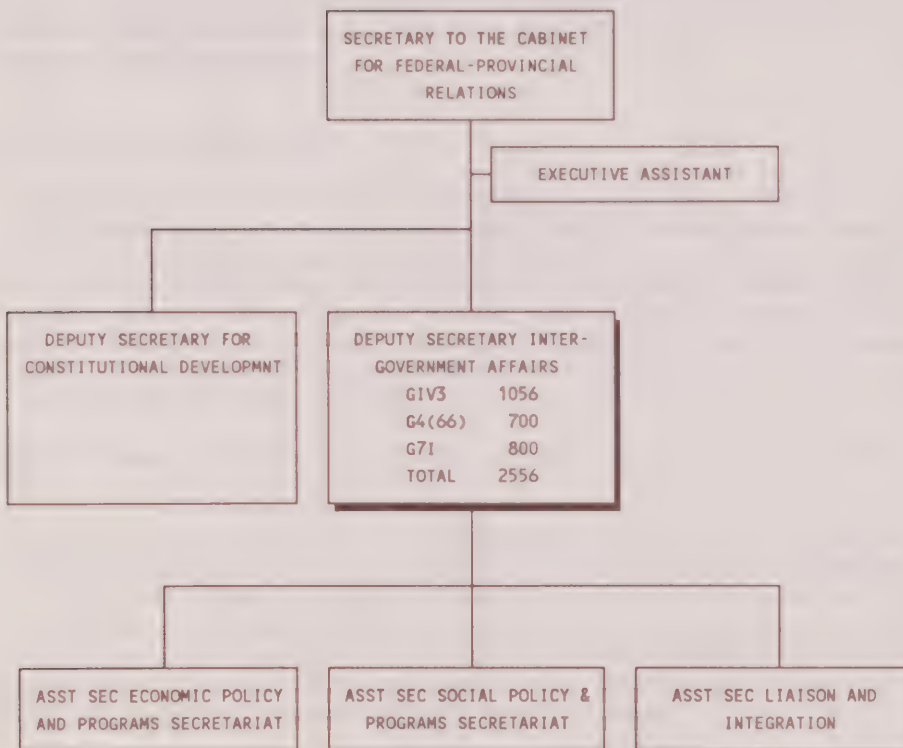 SECRETARY TO THE CABINET
FOR FEDERAL-PROVINCIAL
RELATIONS
EXECUTIVE ASSISTANT
DEPUTY SECRETARY FOR
CONSTITUTIONAL DEVELOPMNT
DEPUTY SECRETARY INTER-
GOVERNMENT AFFAIRS
GIV3 1056
G4(66) 700
G7I 800
TOTAL 2556
ASST SEC ECONOMIC POLICY
AND PROGRAMS SECRETARIAT
ASST SEC SOCIAL POLICY &
PROGRAMS SECRETARIAT
ASST SEC LIAISON AND
INTEGRATION